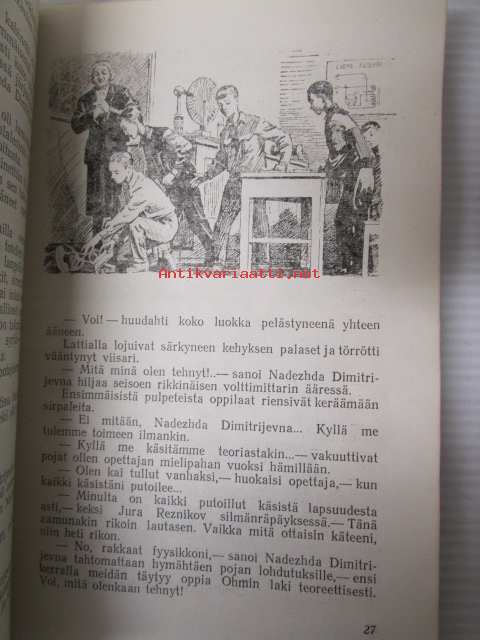 Antikvariaatti.net
— Voi! — huudahti koko luokka pelästyneenä yhteen
ääneen.
Lattialla lojuivat särkyneen kehyksen palaset ja törrötti
vääntynyt viisari.
— Mitä minä olen tehnyt!..— sanoi Nadezhda Dimitri-
jevna hiljaa seisoen rikkinäisen volttimittarin ääressä.
Ensimmäisistä pulpeteista oppilaat riensivät keräämään
sirpaleita.
— Ei mitään, Nadezhda Dimitrijevna... Kyllä me
tulemme toimeen ilmankin.
— Kyllä me käsitämme teoriastakin...— vakuuttivat
pojat ollen opettajan mielipahan vuoksi hämillään.
— Olen kai tullut vanhaksi,— huokaisi opettaja,— kun
kaikki käsistäni putoilee...
— Minulta on kaikki putoillut käsistä lapsuudesta
asti,— keksi Jura Reznikov silmänräpäyksessä.— Tänä
aamunakin rikoin lautasen. Vaikka mitä ottaisin käteeni,
niin heti rikon.
— No, rakkaat fyysikkoni,— sanoi Nadezhda Dimitri-
jevna tahtomattaan hymähtäen pojan lohdutuksille,— ensi
kerralla meidän täytyy oppia Ohmin laki teoreettisesti.
Voi, mitä olenkaan tehnyt!
27